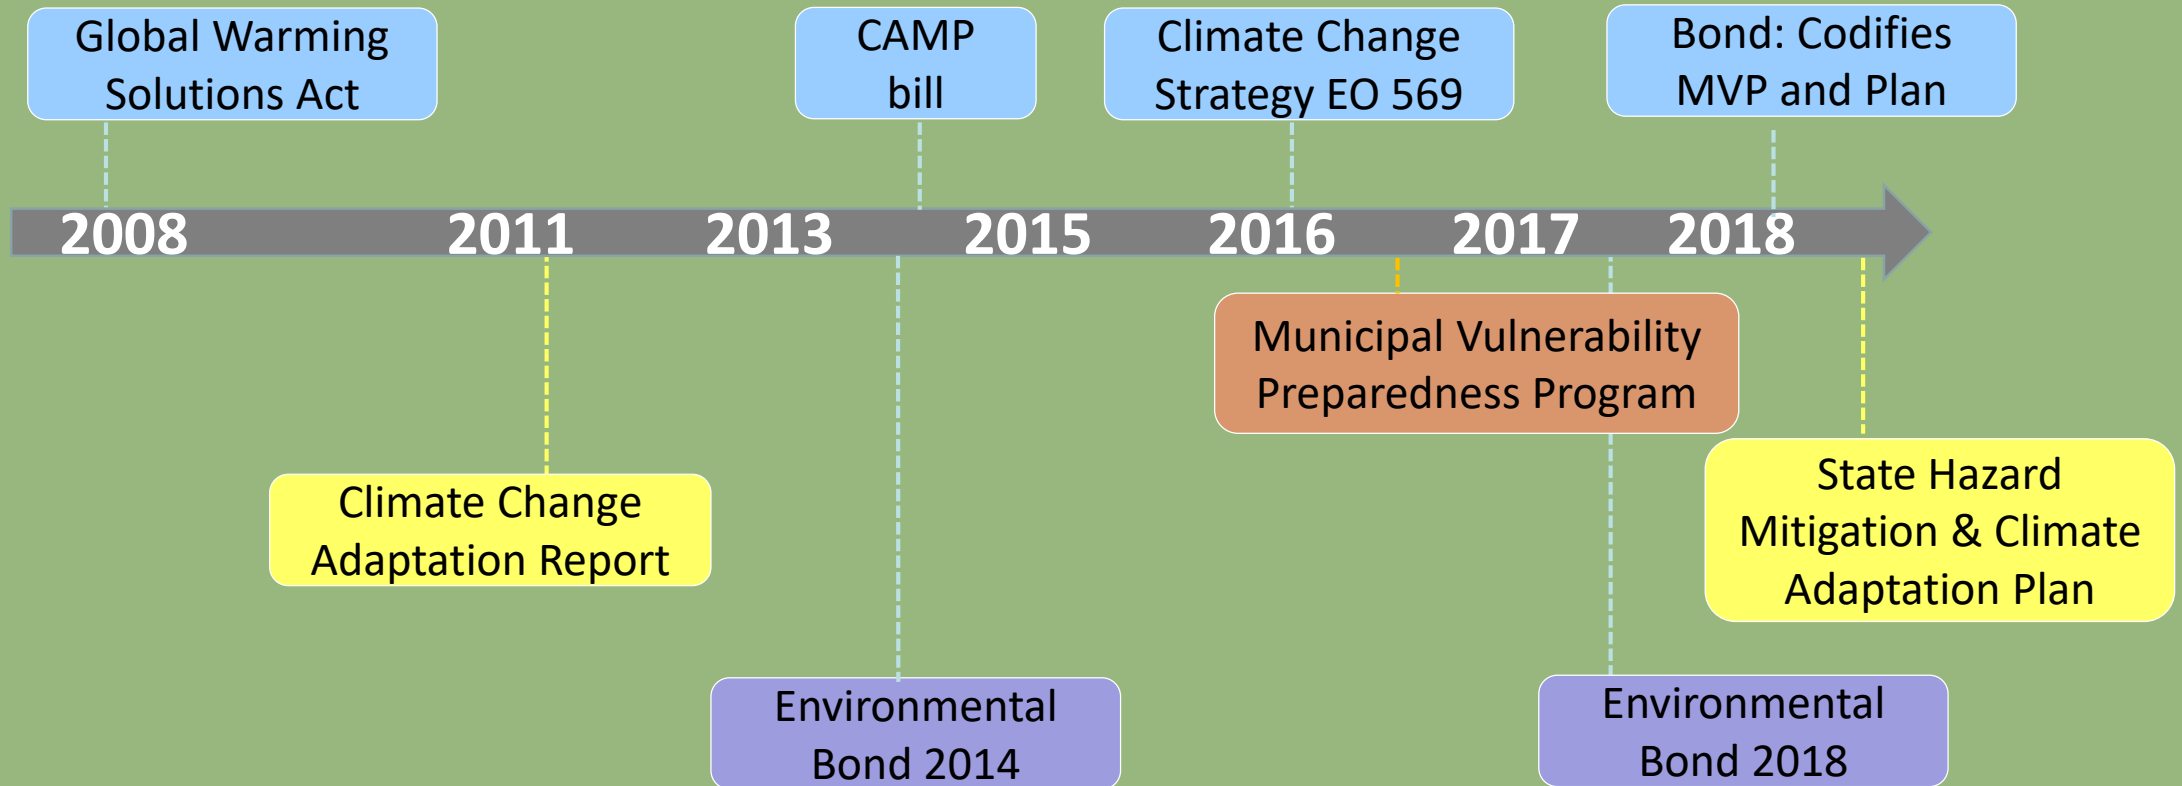 Global Warming
Solutions Act
CAMP
bill
Climate Change
Strategy EO 569
Bond: Codifies
MVP and Plan
2008 2011 2013 2015 2016 2017 2018
Municipal Vulnerability
Preparedness Program
Climate Change
Adaptation Report
State Hazard
Mitigation & Climate
Adaptation Plan
Environmental
Bond 2014
Environmental
Bond 2018